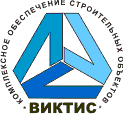 КОМПЛЕКСНОЕ ОБЕСПЕЧЕНИЕ СТРОИТЕЛЬНЫХ ОБЪЕКТОВ
ВИКТИС